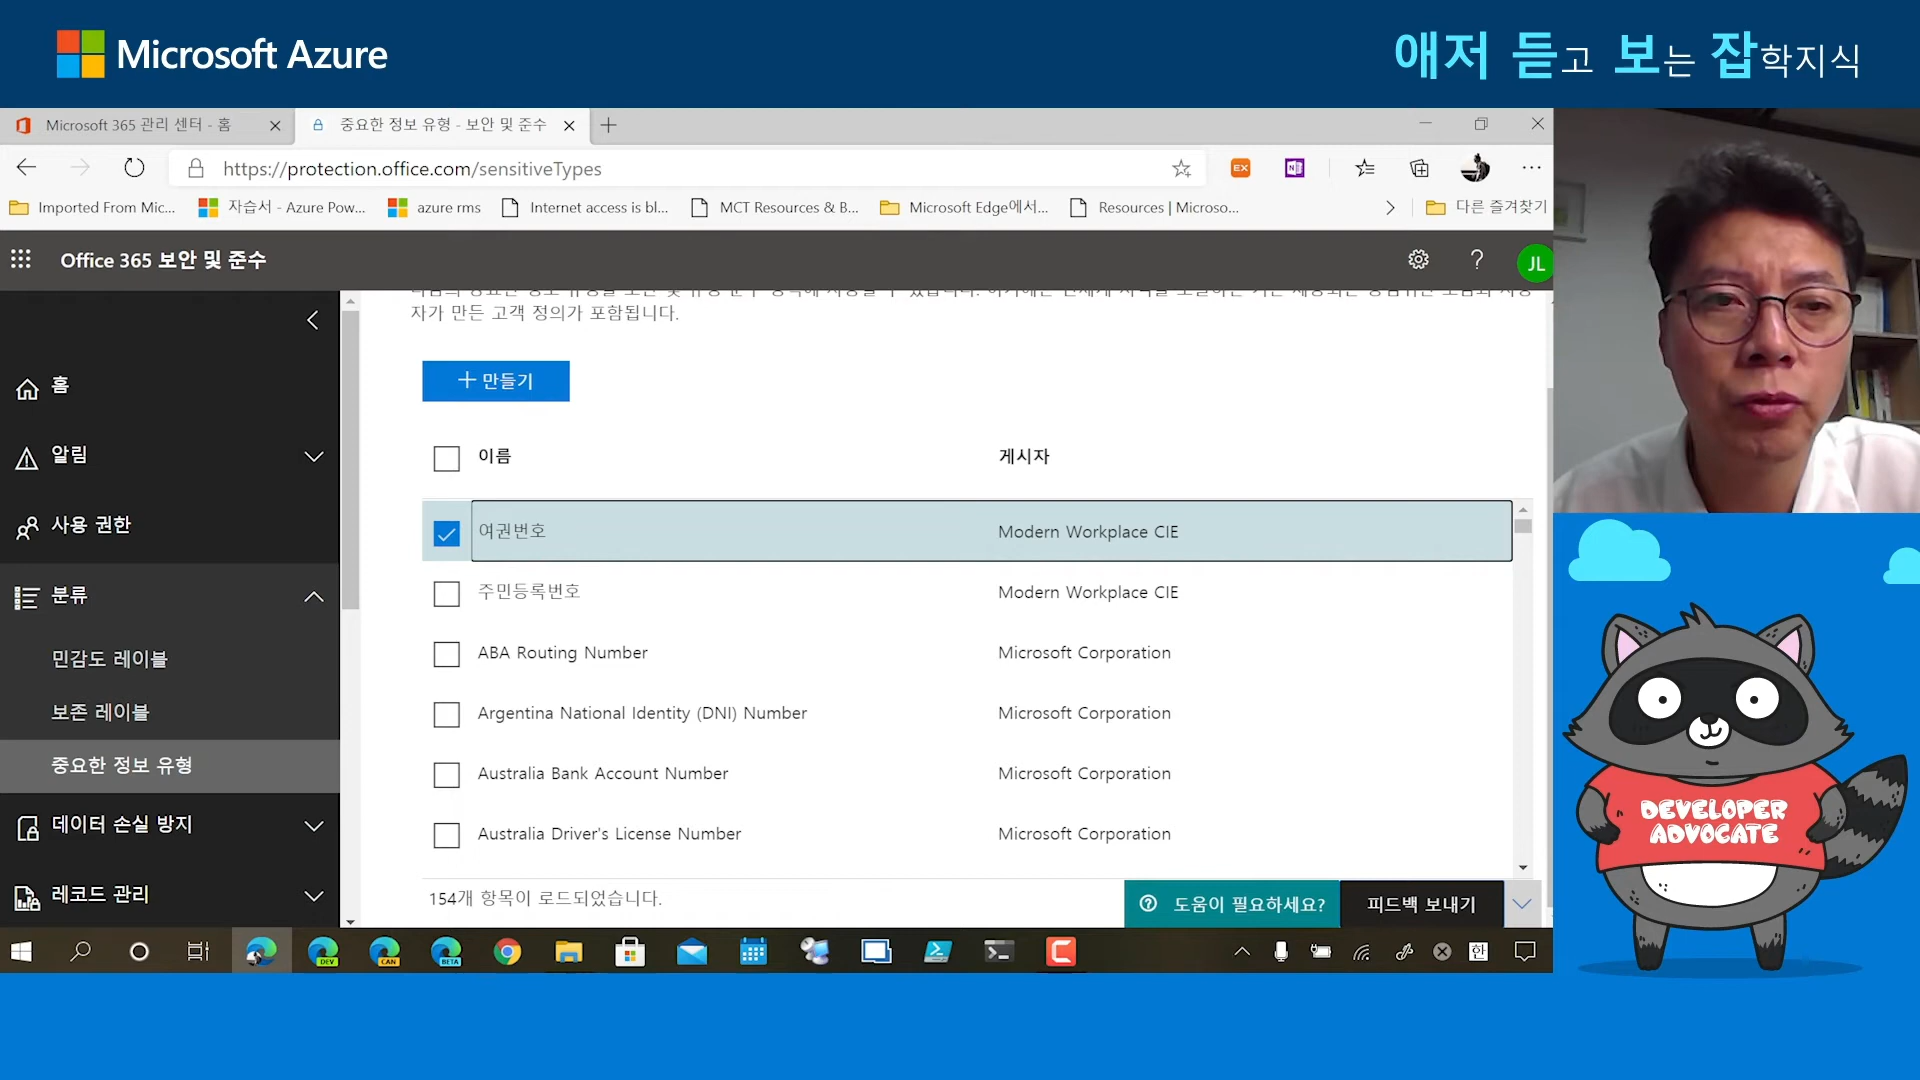 Microsoft Azure
애저 듣고 보는 잡학지식
Microsoft 365 관리 센터 - 홈
중요한 정보 유형 - 보안 및 준수
https://protection.office.com/sensitiveTypes
EX
N
Imported From Mic...
자습서 - Azure Pow...
azure rms
Internet access is bl...
MCT Resources & B...
Microsoft Edge에서...
Resources | Microso...
다른 즐겨찾기
Office 365 보안 및 준수
?
JL
자가 만든 고객 정의가 포함됩니다.
홈
알림
사용 권한
분류
민감도 레이블
보존 레이블
중요한 정보 유형
데이터 손실 방지
레코드 관리
+ 만들기
이름 게시자
여권번호 Modern Workplace CIE
주민등록번호 Modern Workplace CIE
ABA Routing Number Microsoft Corporation
Argentina National Identity (DNI) Number Microsoft Corporation
Australia Bank Account Number Microsoft Corporation
Australia Driver's License Number Microsoft Corporation
154개 항목이 로드되었습니다.
도움이 필요하세요?
피드백 보내기
DEVELOPER
ADVOCATE
DEV
CAN
BETA
한